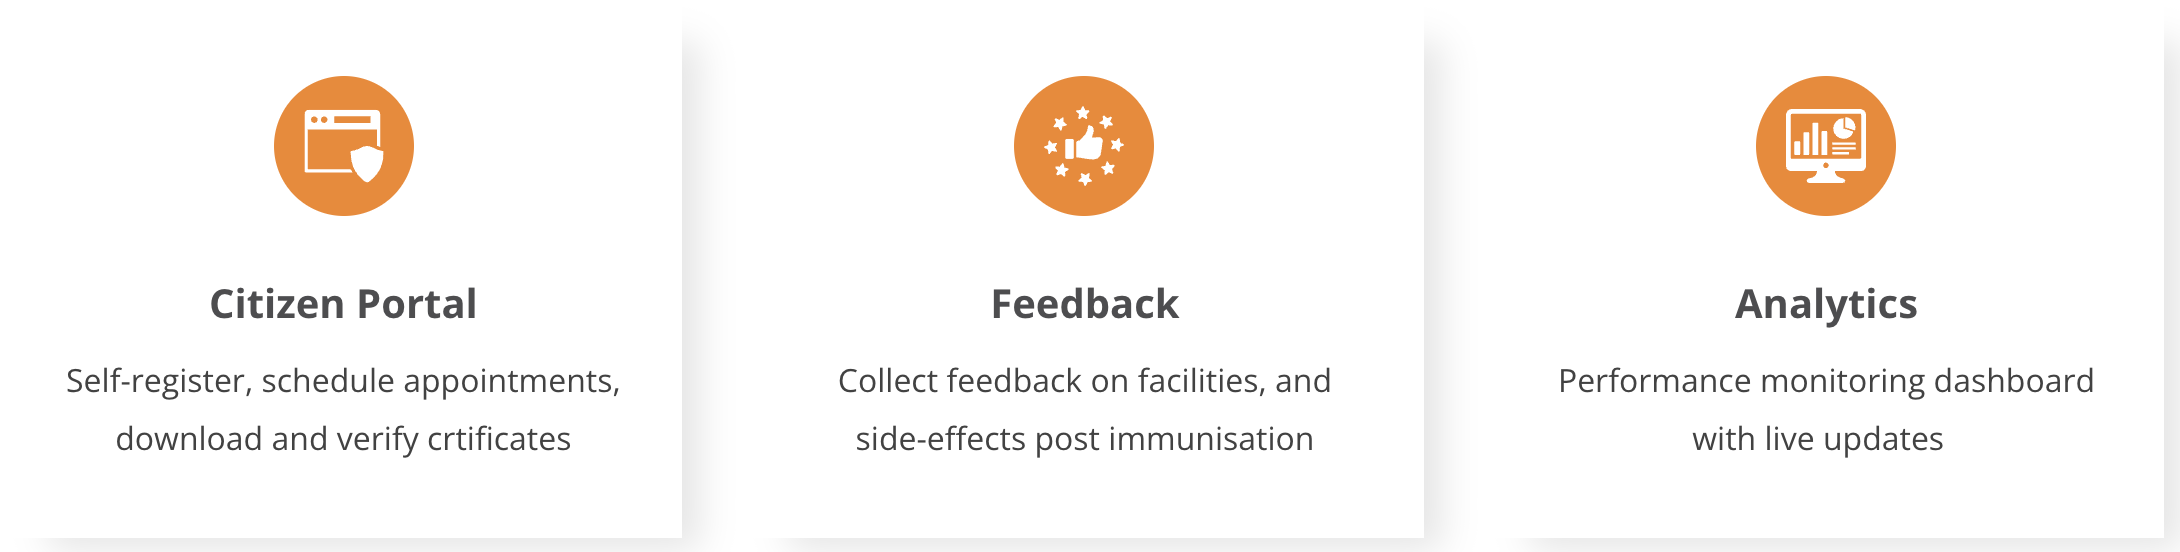 Citizen Portal
Self-register, schedule appointments,
download and verify crtificates
Feedback
Collect feedback on facilities, and
side-effects post immunisation
Analytics
Performance monitoring dashboard
with live updates